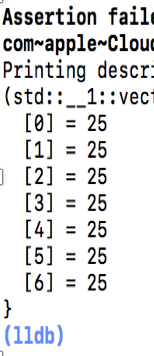 Assertion faile
com~apple~Clou
Printing descri
(std::__1::vect
[0] = 25
[1] = 25
[2] = 25
[3] = 25
[4] = 25
[5] = 25
[6] = 25
}
(lldb)